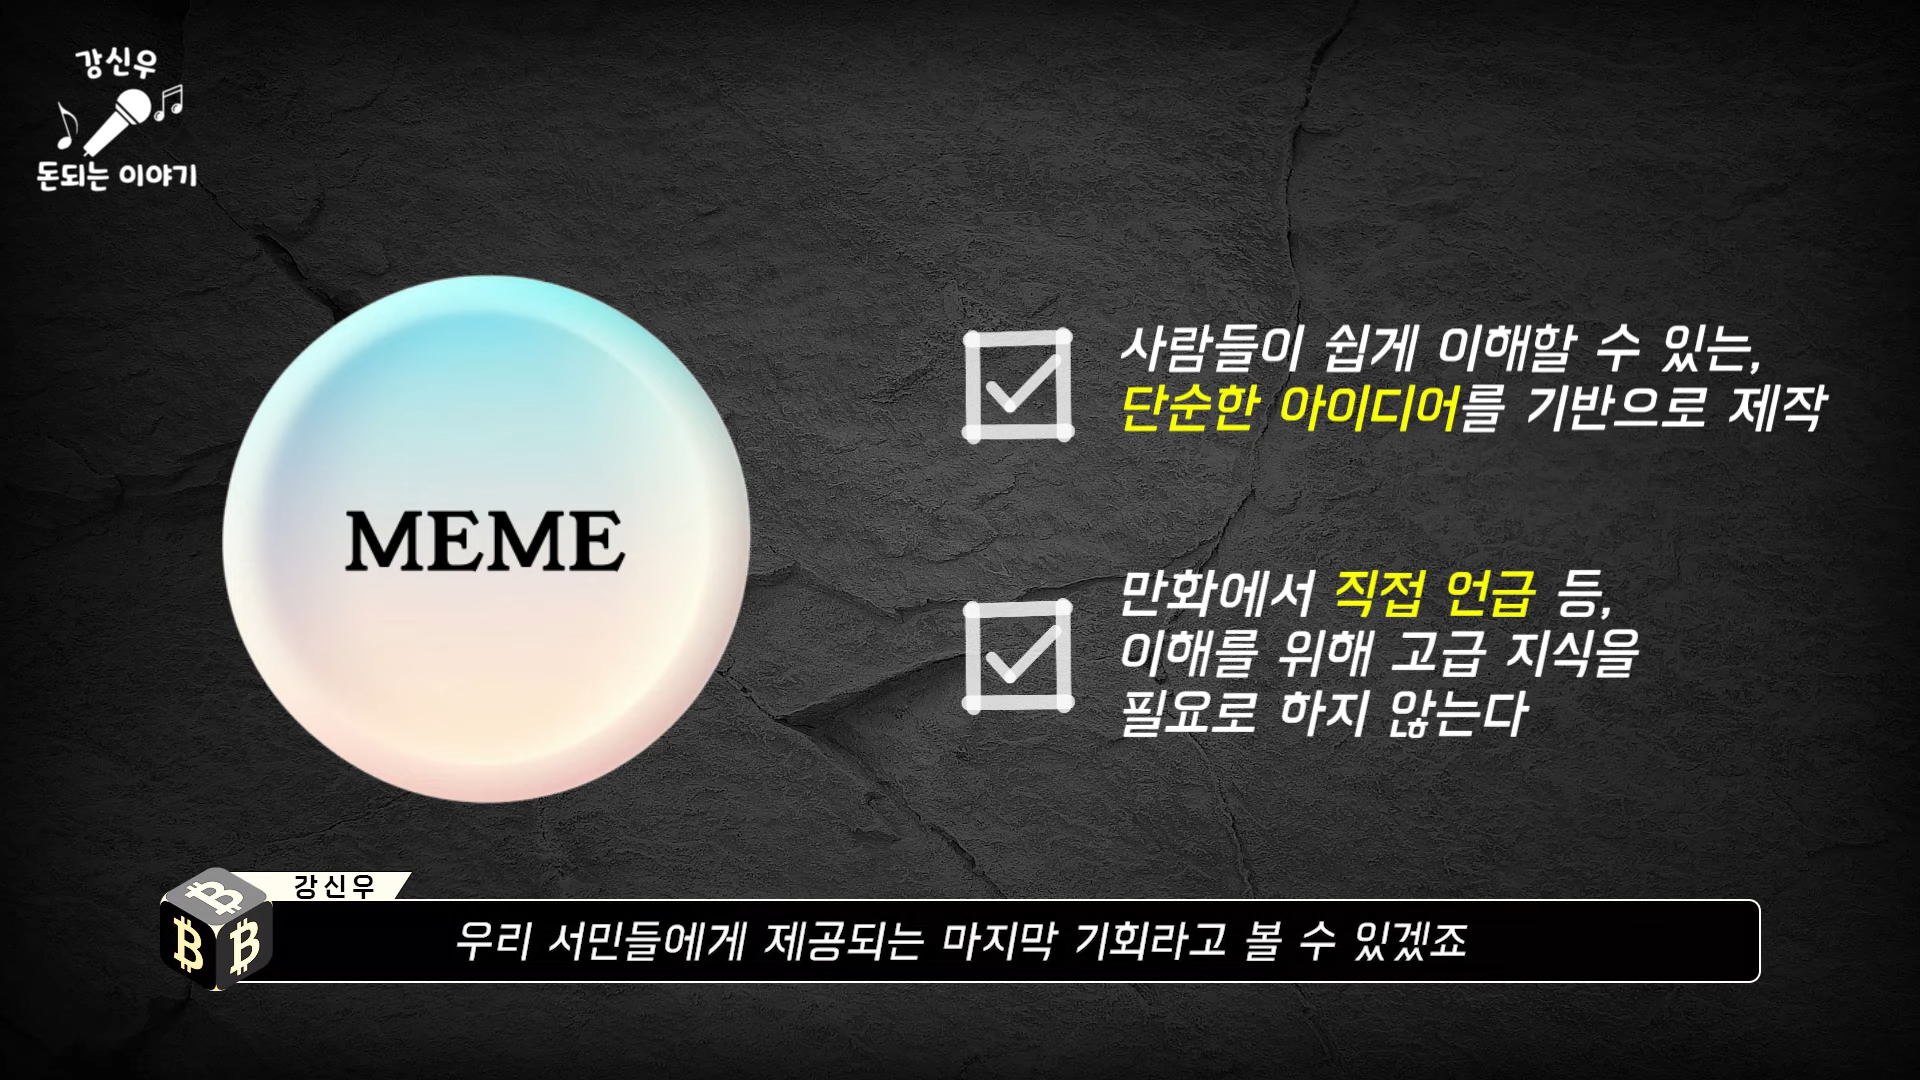 강신우
돈되는 이야기
MEME
사람들이 쉽게 이해할 수 있는,
단순한 아이디어를 기반으로 제작
만화에서 직접 언급 등,
이해를 위해 고급 지식을
필요로 하지 않는다
강신우
우리 서민들에게 제공되는 마지막 기회라고 볼 수 있겠죠